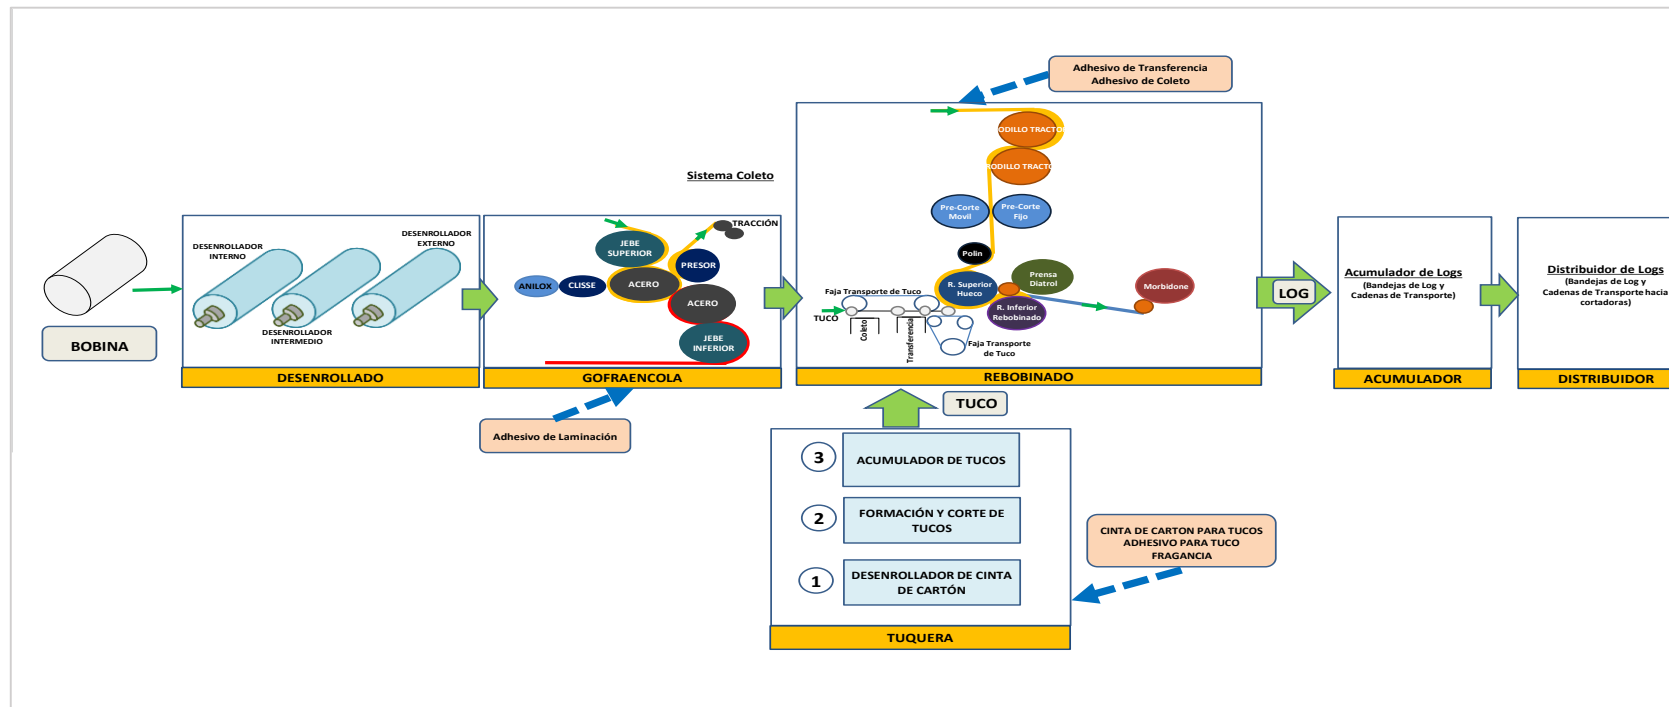 Adhesivo de Transferencia
Adhesivo de Coleto
Sistema Coleto
BOBINA
DESENROLLADOR
INTERNO
DESENROLLADOR
INTERMEDIO
DESENROLLADOR
EXTERNO
DESENROLLADO
JEBE
SUPERIOR
TRACCIÓN
PRESOR
ANILOX
CLISSE
ACERO
ACERO
JEBE
INFERIOR
GOFRAENCOLA
Adhesivo de Laminación
RODILLO TRACTOR
RODILLO TRACTO
Pre-Corte
Movil
Pre-Corte
Fijo
Polin
R. Superior
Hueco
Prensa
Diatrol
R. Inferior
Rebobinado
Morbidone
Faja Transporte de Tuco
TUCO
Coleto
Transferencia
Faja Transporte
de Tuco
REBOBINADO
LOG
Acumulador de Logs
(Bandejas de Log y
Cadenas de Transporte)
ACUMULADOR
Distribuidor de Logs
(Bandejas de Log y
Cadenas de Transporte hacia
cortadoras)
DISTRIBUIDOR
TUCO
3
ACUMULADOR DE TUCOS
2
FORMACIÓN Y CORTE DE
TUCOS
1
DESENROLLADOR DE CINTA
DE CARTÓN
TUQUERA
CINTA DE CARTON PARA TUCOS
ADHESIVO PARA TUCO
FRAGANCIA